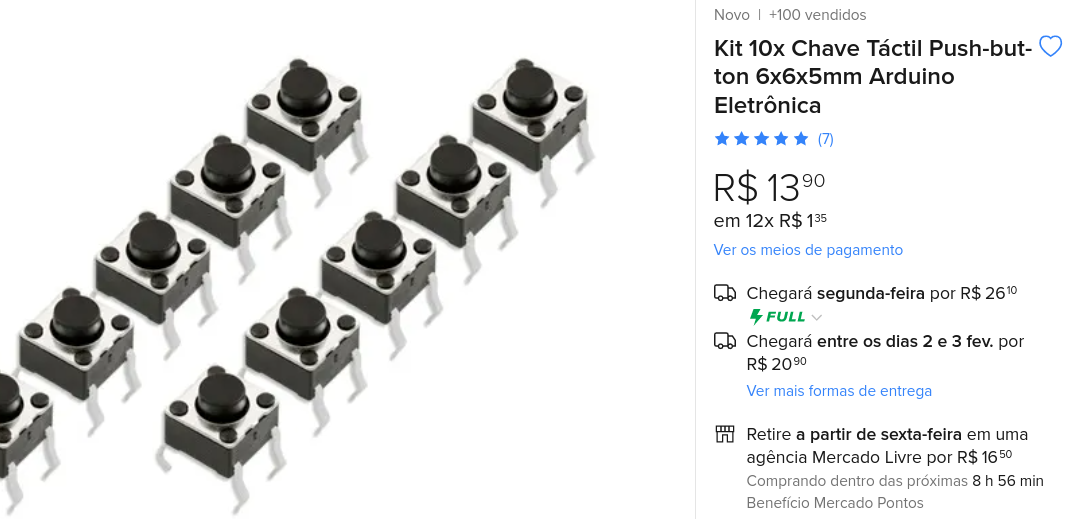 Novo | +100 vendidos
Kit 10x Chave Táctil Push-but-
ton 6x6x5mm Arduino
Eletrônica
(7)
R$ 13 90
em 12x R$ 1 35
Ver os meios de pagamento
Chegará segunda-feira por R$ 26 10
FULL
Chegará entre os dias 2 e 3 fev. por
R$ 20 90
Ver mais formas de entrega
Retire a partir de sexta-feira em uma
agência Mercado Livre por R$ 16 50
Comprando dentro das próximas 8 h 56 min
Benefício Mercado Pontos